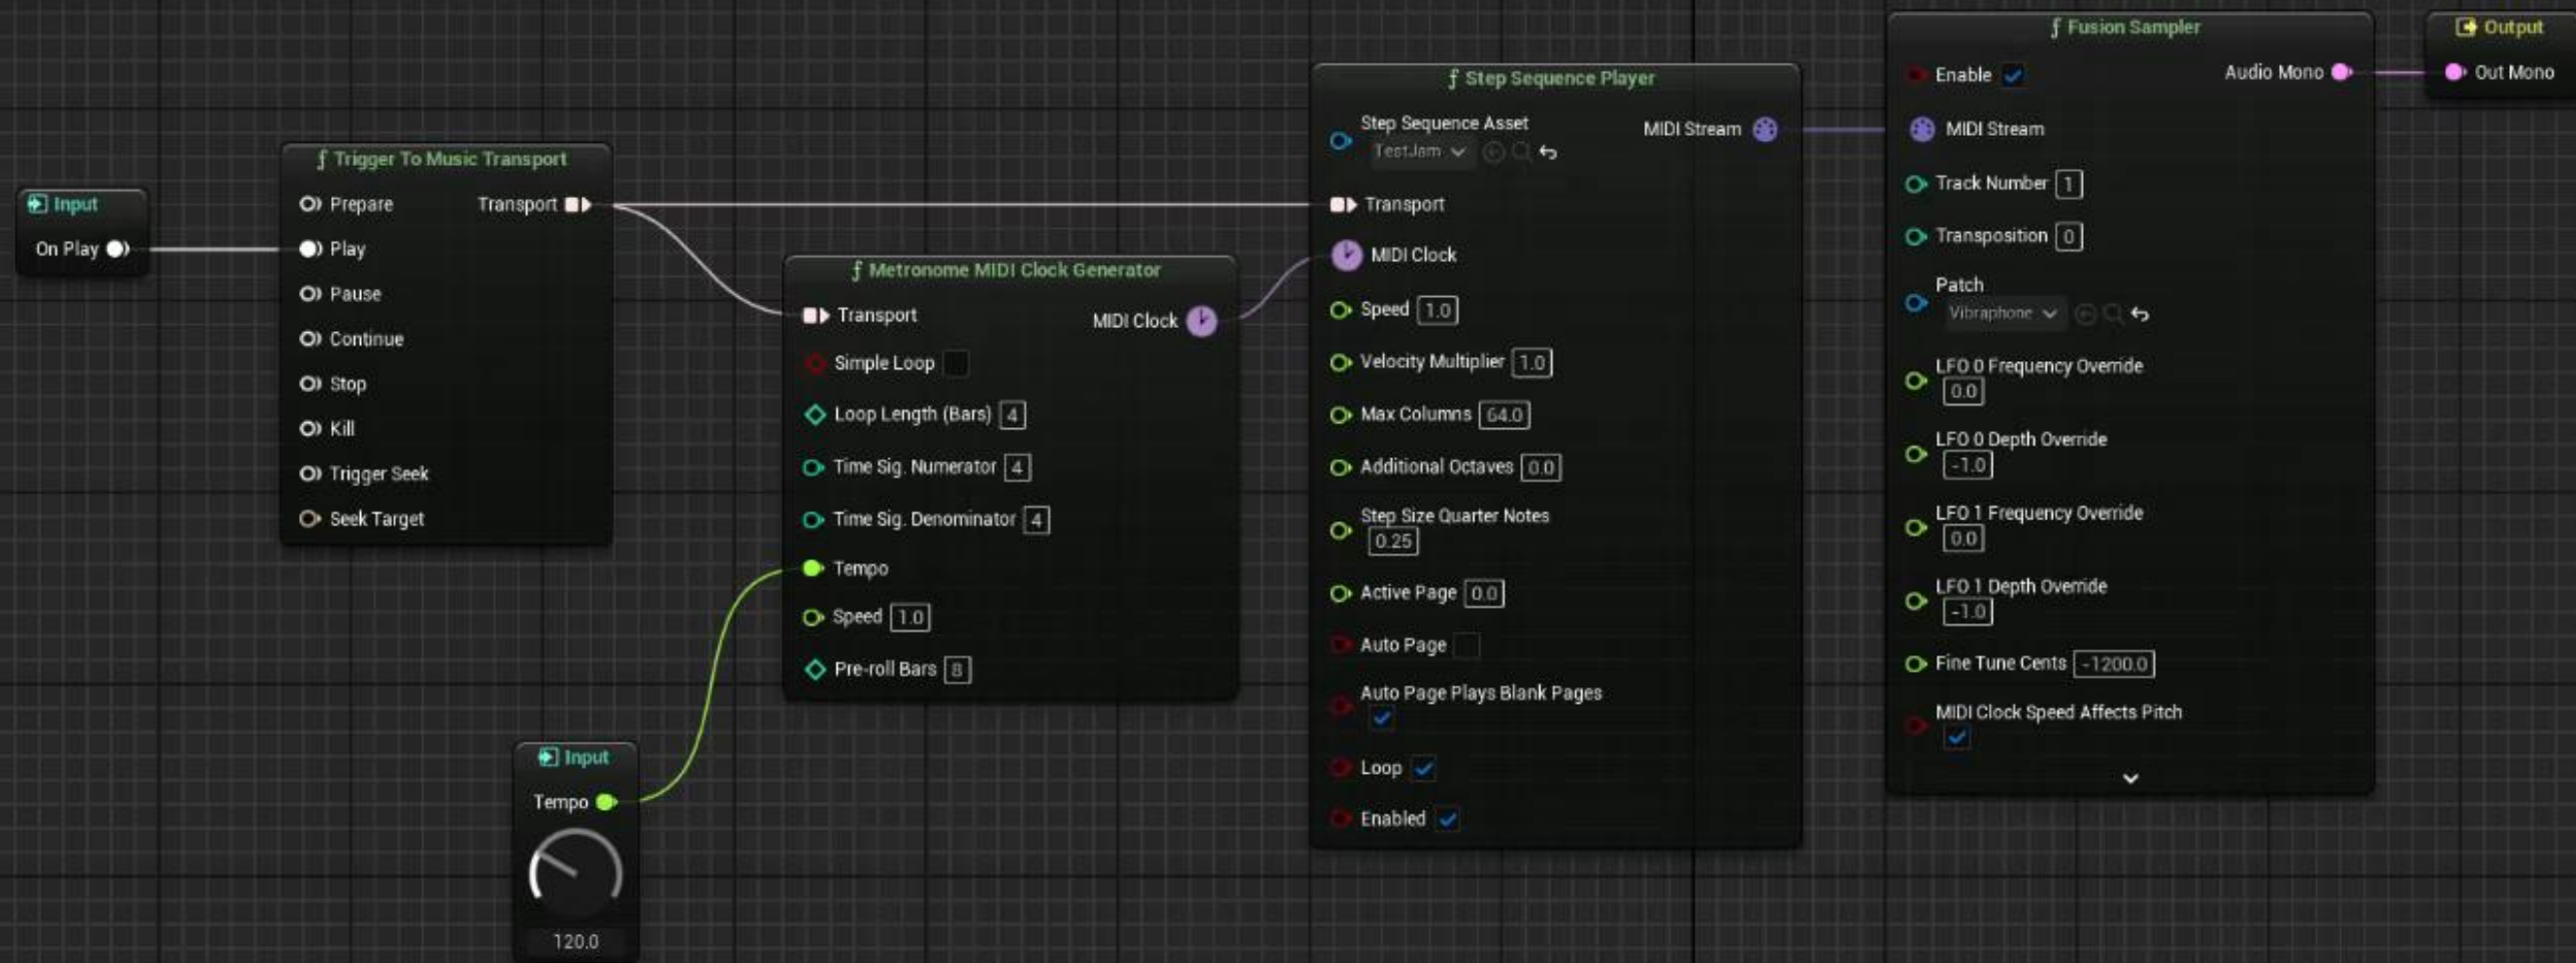 Input
On Play
ƒ Trigger To Music Transport
Prepare
Transport
Play
Pause
Continue
Stop
Kill
Trigger Seek
Seek Target
Input
Tempo
120.0
ƒ Metronome MIDI Clock Generator
Transport
MIDI Clock
Simple Loop
Loop Length (Bars) 4
Time Sig. Numerator 4
Time Sig. Denominator 4
Tempo
Speed 1.0
Pre-roll Bars 8
ƒ Step Sequence Player
Step Sequence Asset
MIDI Stream
TestJam
Transport
MIDI Clock
Speed 1.0
Velocity Multiplier 1.0
Max Columns 64.0
Additional Octaves 0.0
Step Size Quarter Notes
0.25
Active Page 0.0
Auto Page
Auto Page Plays Blank Pages
Loop
Enabled
ƒ Fusion Sampler
Enable
Audio Mono
MIDI Stream
Track Number 1
Transposition 0
Patch
Vibraphone
LFO 0 Frequency Override
0.0
LFO 0 Depth Override
-1.0
LFO 1 Frequency Override
0.0
LFO 1 Depth Override
-1.0
Fine Tune Cents -1200.0
MIDI Clock Speed Affects Pitch
Output
Out Mono